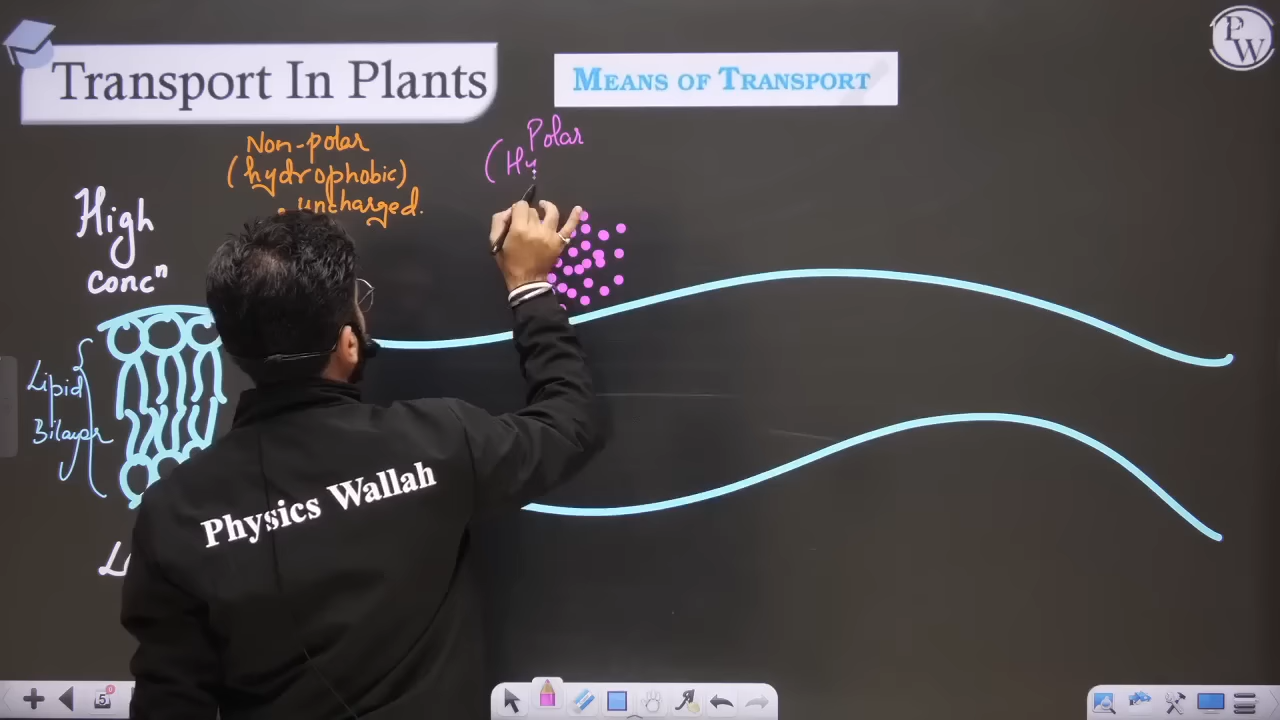 Transport In Plants
MEANS OF TRANSPORT
PW
Non-polar
(hydrophobic)
• uncharged.
Polar
(Hy
High
concⁿ
Lipid
Bilayer
Physics Wallah
L
5